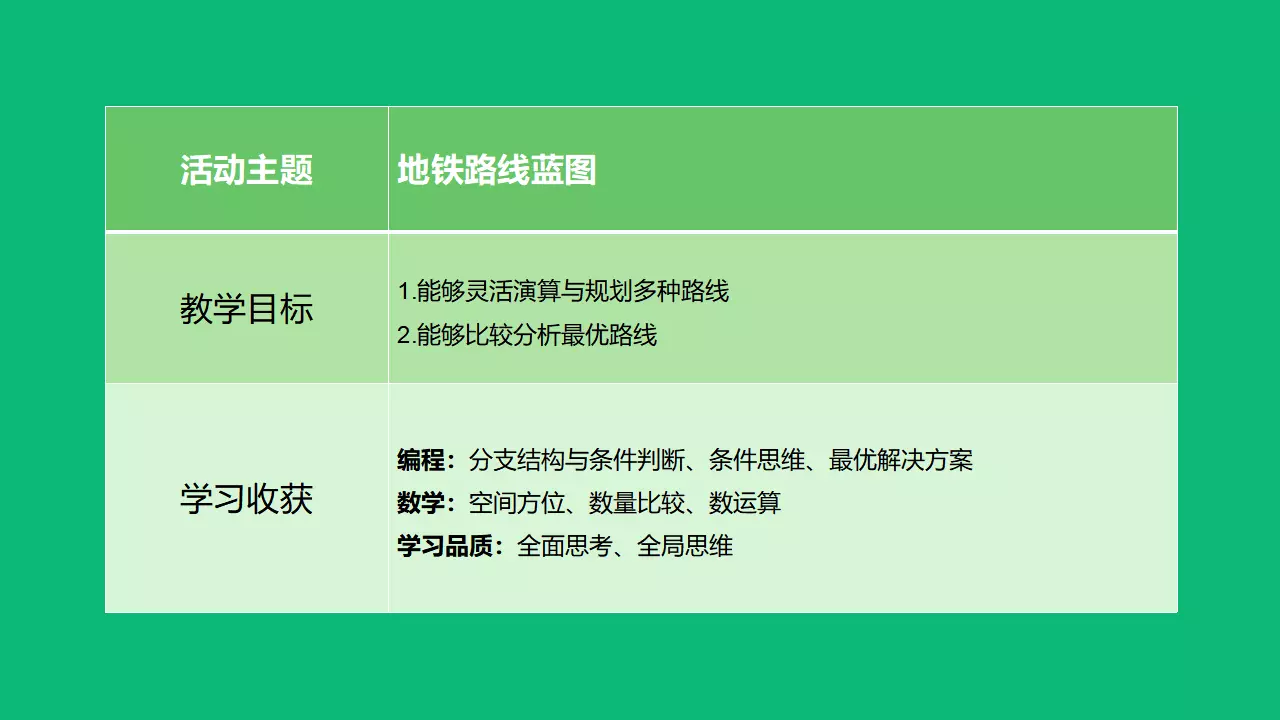 活动主题
地铁路线蓝图
教学目标
1.能够灵活演算与规划多种路线
2.能够比较分析最优路线
学习收获
编程：分支结构与条件判断、条件思维、最优解决方案
数学：空间方位、数量比较、数运算
学习品质：全面思考、全局思维